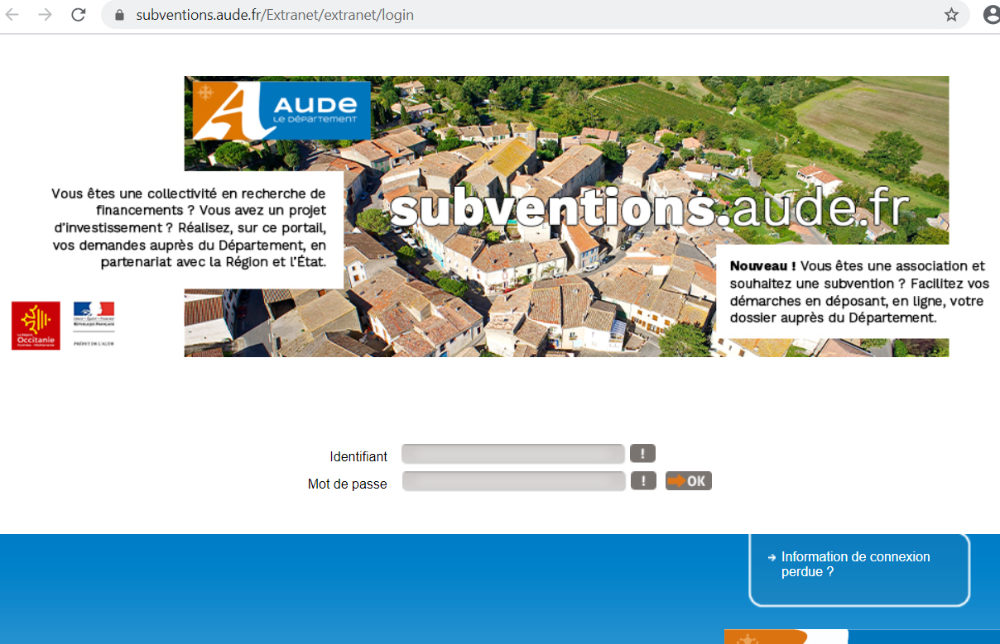 subventions.aude.fr/Extranet/extranet/login
AUDE
LE DÉPARTEMENT
Vous êtes une collectivité en recherche de
financements ? Vous avez un projet
d'investissement ? Réalisez, sur ce portail,
vos demandes auprès du Département, en
partenariat avec la Région et l'État.
subventions.aude.fr
Nouveau ! Vous êtes une association et
souhaitez une subvention ? Facilitez vos
démarches en déposant, en ligne, votre
dossier auprès du Département.
La Région
Occitanie
Pyrénées - Méditerranée
Liberté • Égalité • Fraternité
RÉPUBLIQUE FRANÇAISE
PRÉFET DE L'AUDE
Identifiant
!
Mot de passe
!
OK
Information de connexion
perdue ?